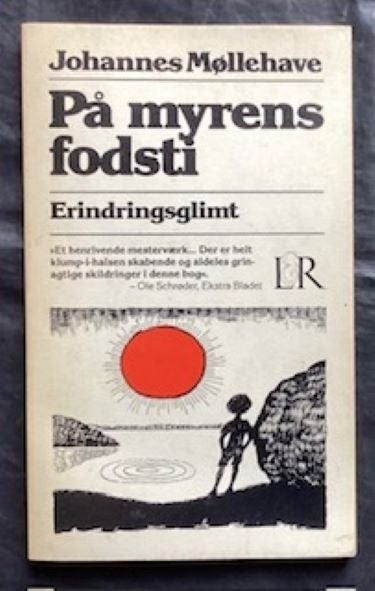 Johannes Møllehave
På myrens
fodsti
Erindringsglimt
»Et henrivende mesterværk... Der er helt
klump-i-halsen skabende og aldeles grin-
agtige skildringer i denne bog«.
– Ole Schrøder, Ekstra Bladet
L&R